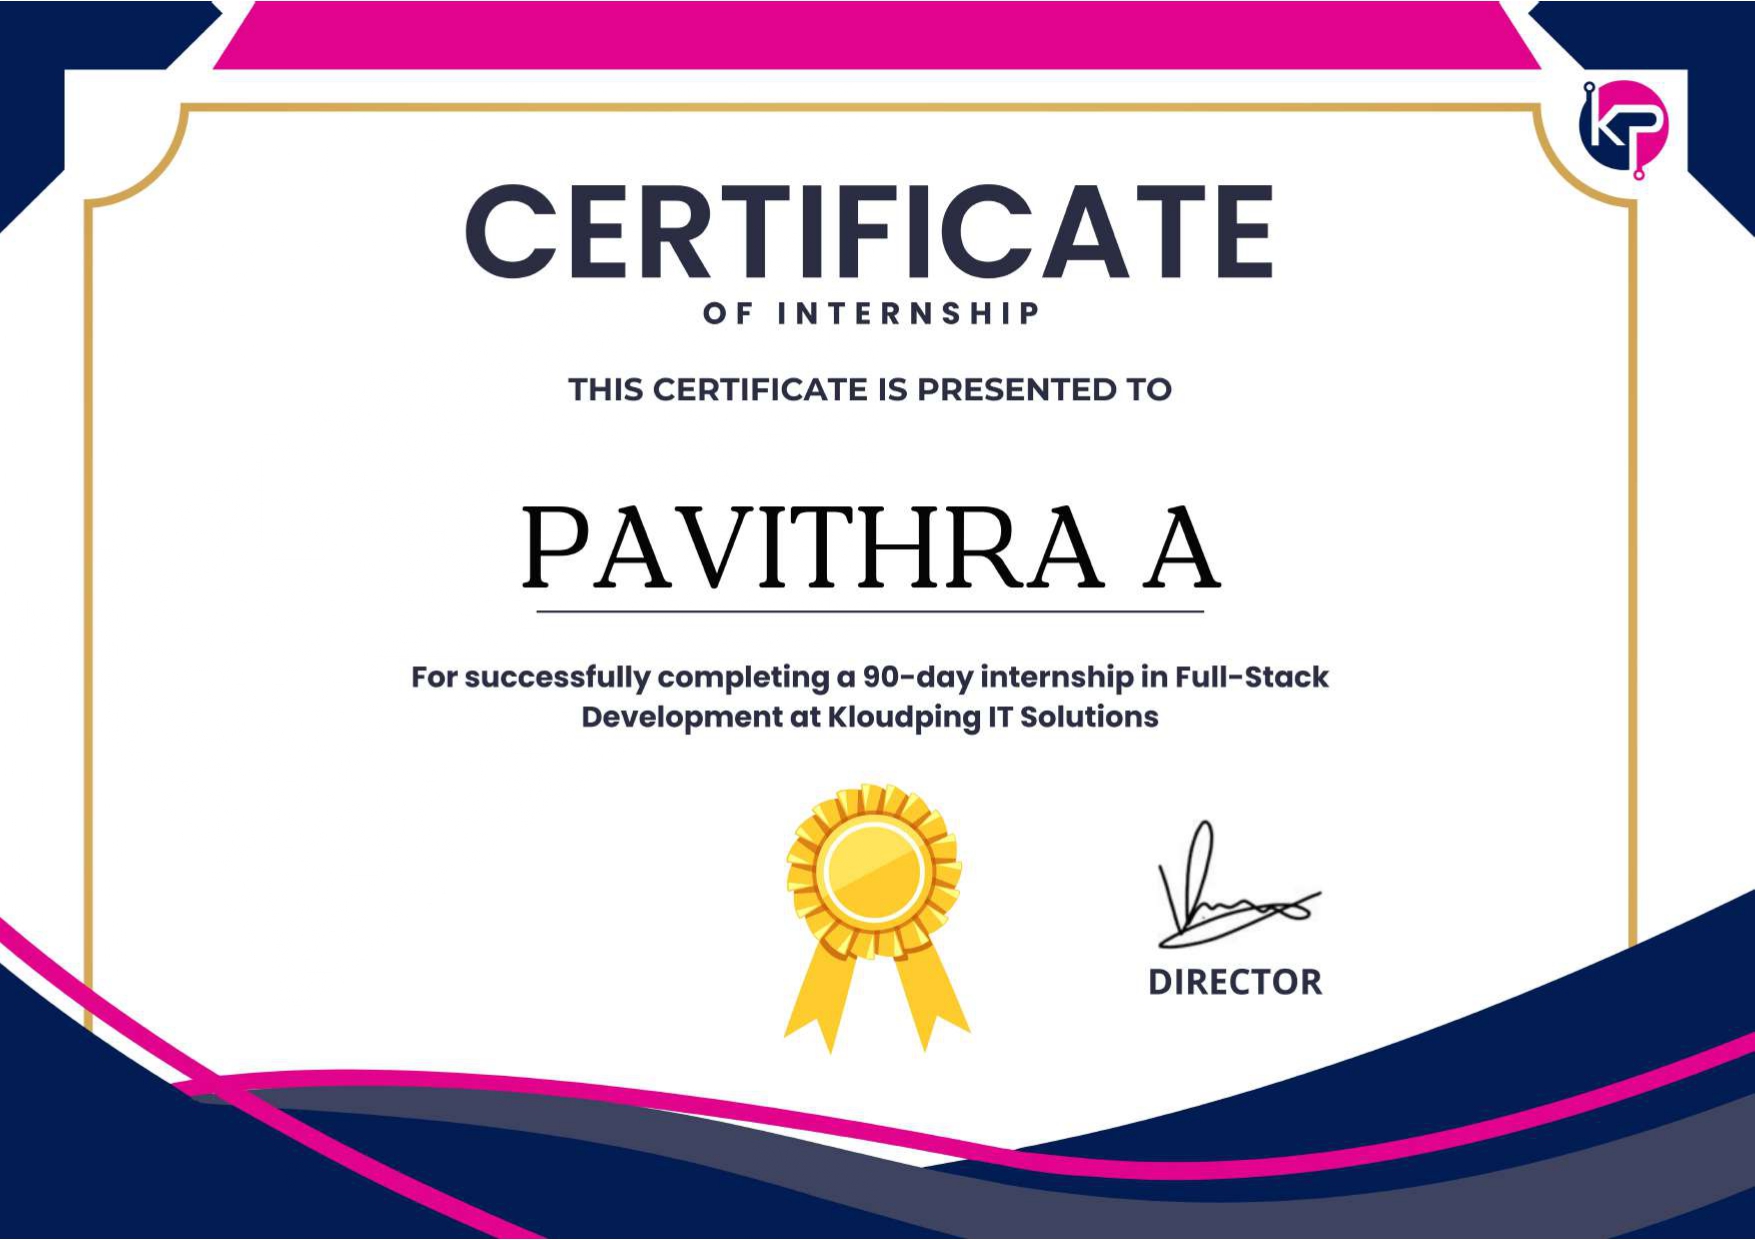 KP
CERTIFICATE
OF INTERNSHIP
THIS CERTIFICATE IS PRESENTED TO
PAVITHRA A
For successfully completing a 90-day internship in Full-Stack
Development at Kloudping IT Solutions
DIRECTOR